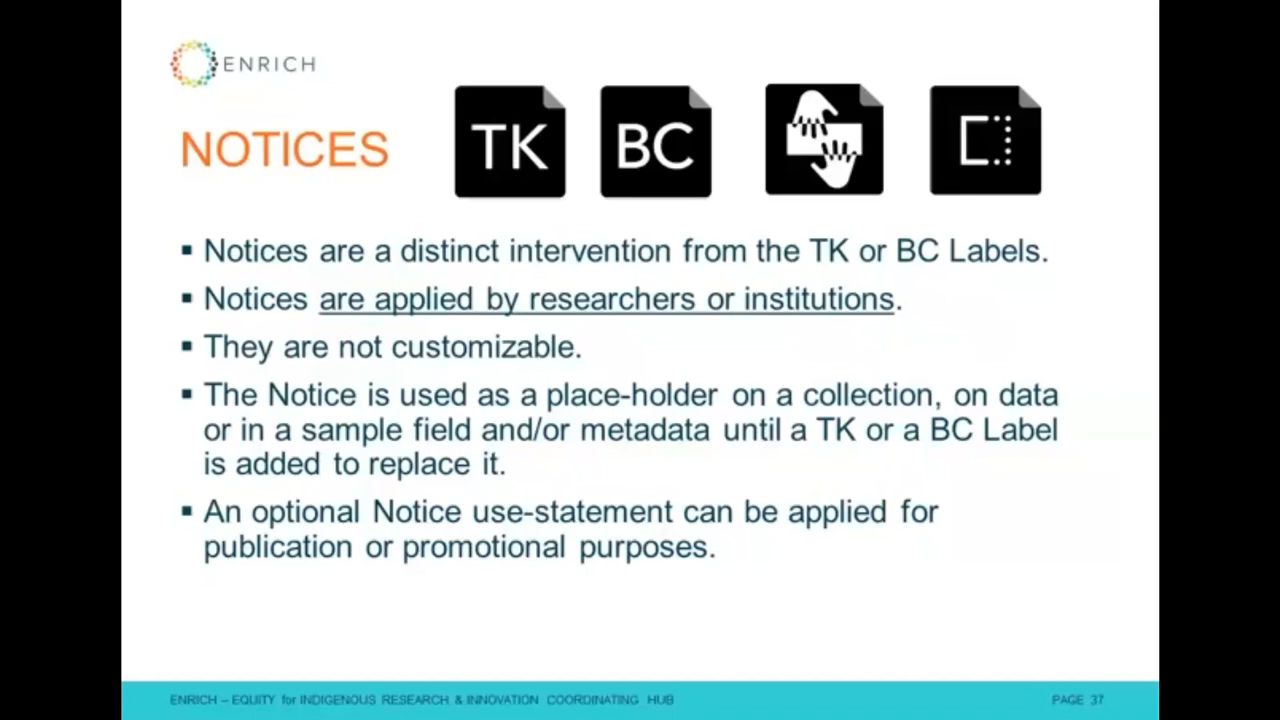 ENRICH
NOTICES
TK
BC
▪ Notices are a distinct intervention from the TK or BC Labels.
▪ Notices are applied by researchers or institutions.
▪ They are not customizable.
▪ The Notice is used as a place-holder on a collection, on data
or in a sample field and/or metadata until a TK or a BC Label
is added to replace it.
▪ An optional Notice use-statement can be applied for
publication or promotional purposes.
ENRICH – EQUITY for INDIGENOUS RESEARCH & INNOVATION COORDINATING HUB
PAGE 37